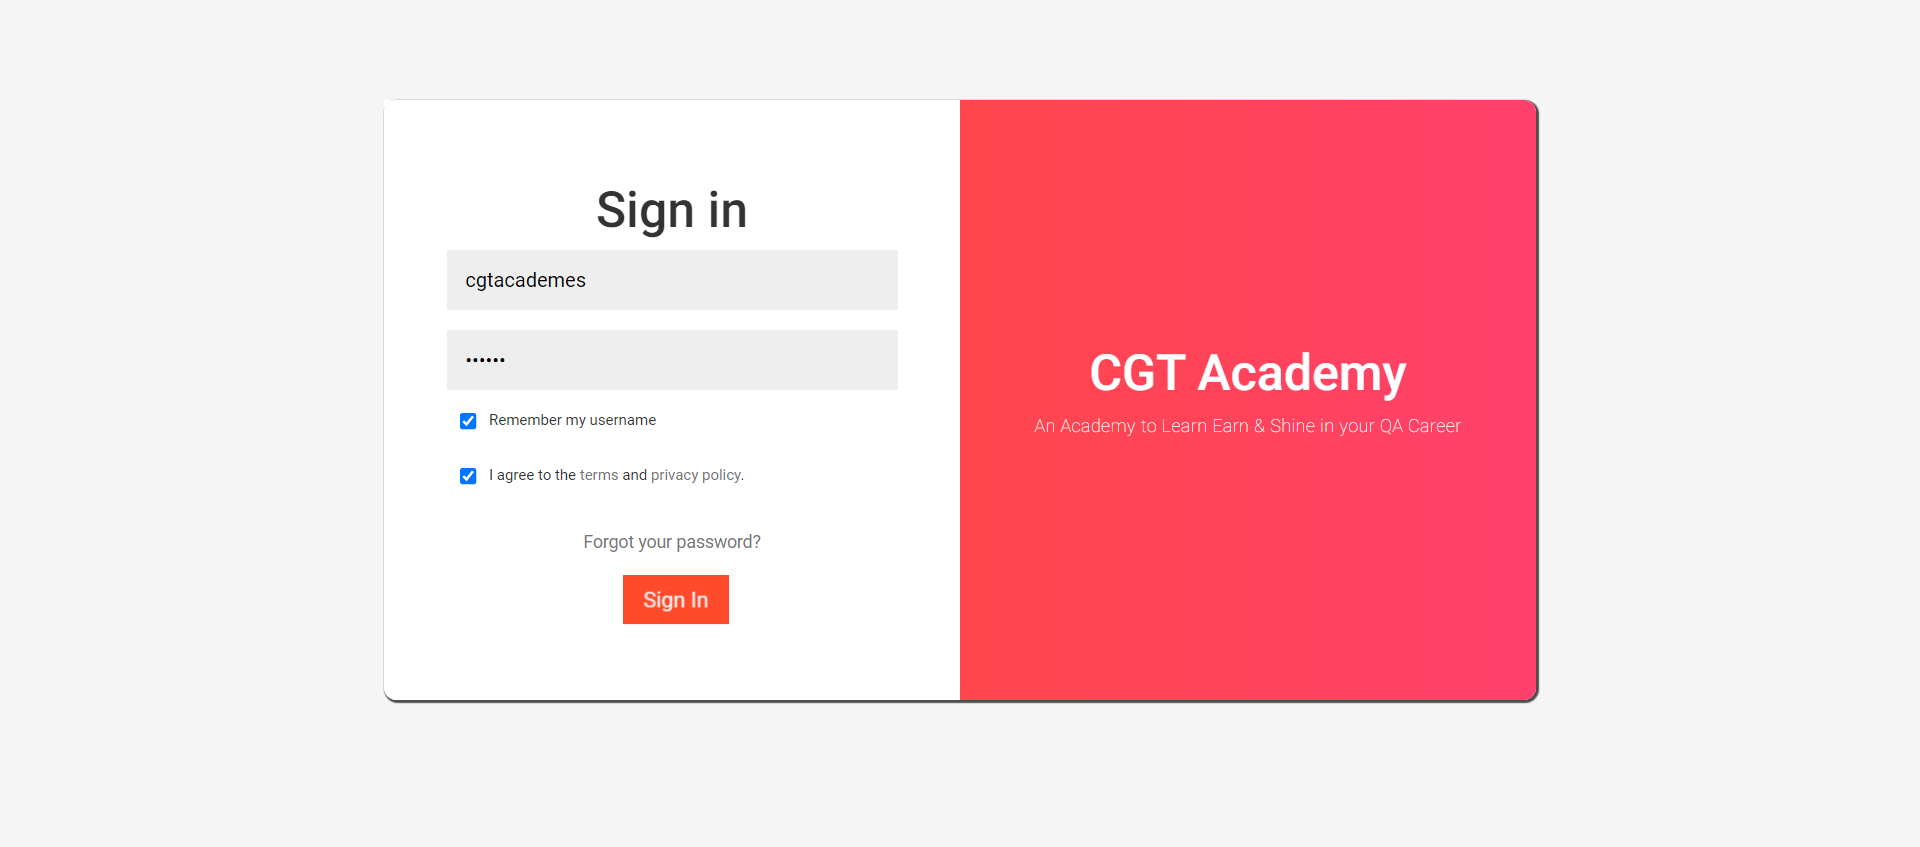 Sign in
cgtacademes
••••••
Remember my username
I agree to the terms and privacy policy.
Forgot your password?
Sign In
CGT Academy
An Academy to Learn Earn & Shine in your QA Career